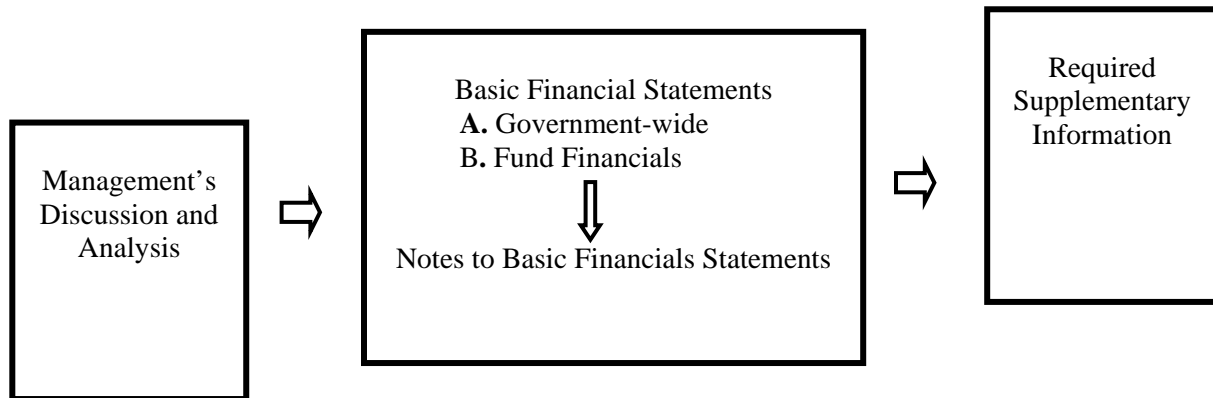 Management’s
Discussion and
Analysis
Basic Financial Statements
A. Government-wide
B. Fund Financials
Notes to Basic Financials Statements
Required
Supplementary
Information